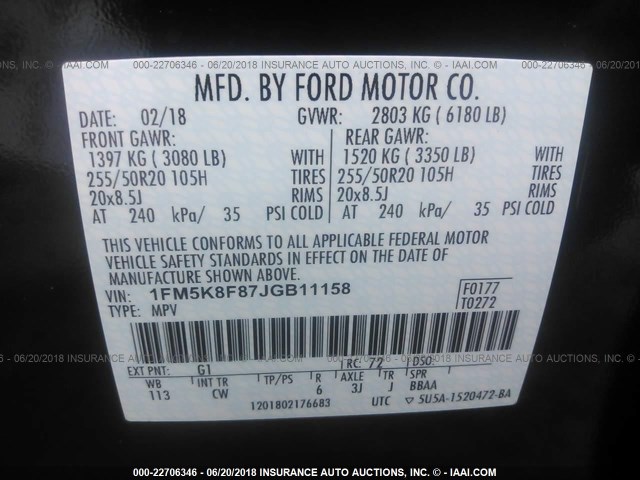 000-22706346 - 06/20/2018 INSURANCE AUTO AUCTIONS, INC. - IAAI.COM
MFD. BY FORD MOTOR CO.
DATE: 02/18 GVWR: 2803 KG ( 6180 LB)
FRONT GAWR: REAR GAWR:
1397 KG ( 3080 LB) WITH 1520 KG ( 3350 LB) WITH
255/50R20 105H TIRES 255/50R20 105H TIRES
20x8.5J RIMS 20x8.5J RIMS
AT 240 kPa/ 35 PSI COLD AT 240 kPa/ 35 PSI COLD
THIS VEHICLE CONFORMS TO ALL APPLICABLE FEDERAL MOTOR
VEHICLE SAFETY STANDARDS IN EFFECT ON THE DATE OF
MANUFACTURE SHOWN ABOVE.
VIN: 1FM5K8F87JGB11158 F0177
TYPE: MPV T0272
EXT PNT: G1 RC: 72 DSO:
WB INT TR TP/PS R AXLE TR SPR
113 CW 6 3J J BBAA
1201802176683 UTC ▽ 5U5A-1520472-BA
000-22706346 - 06/20/2018 INSURANCE AUTO AUCTIONS, INC. - IAAI.COM